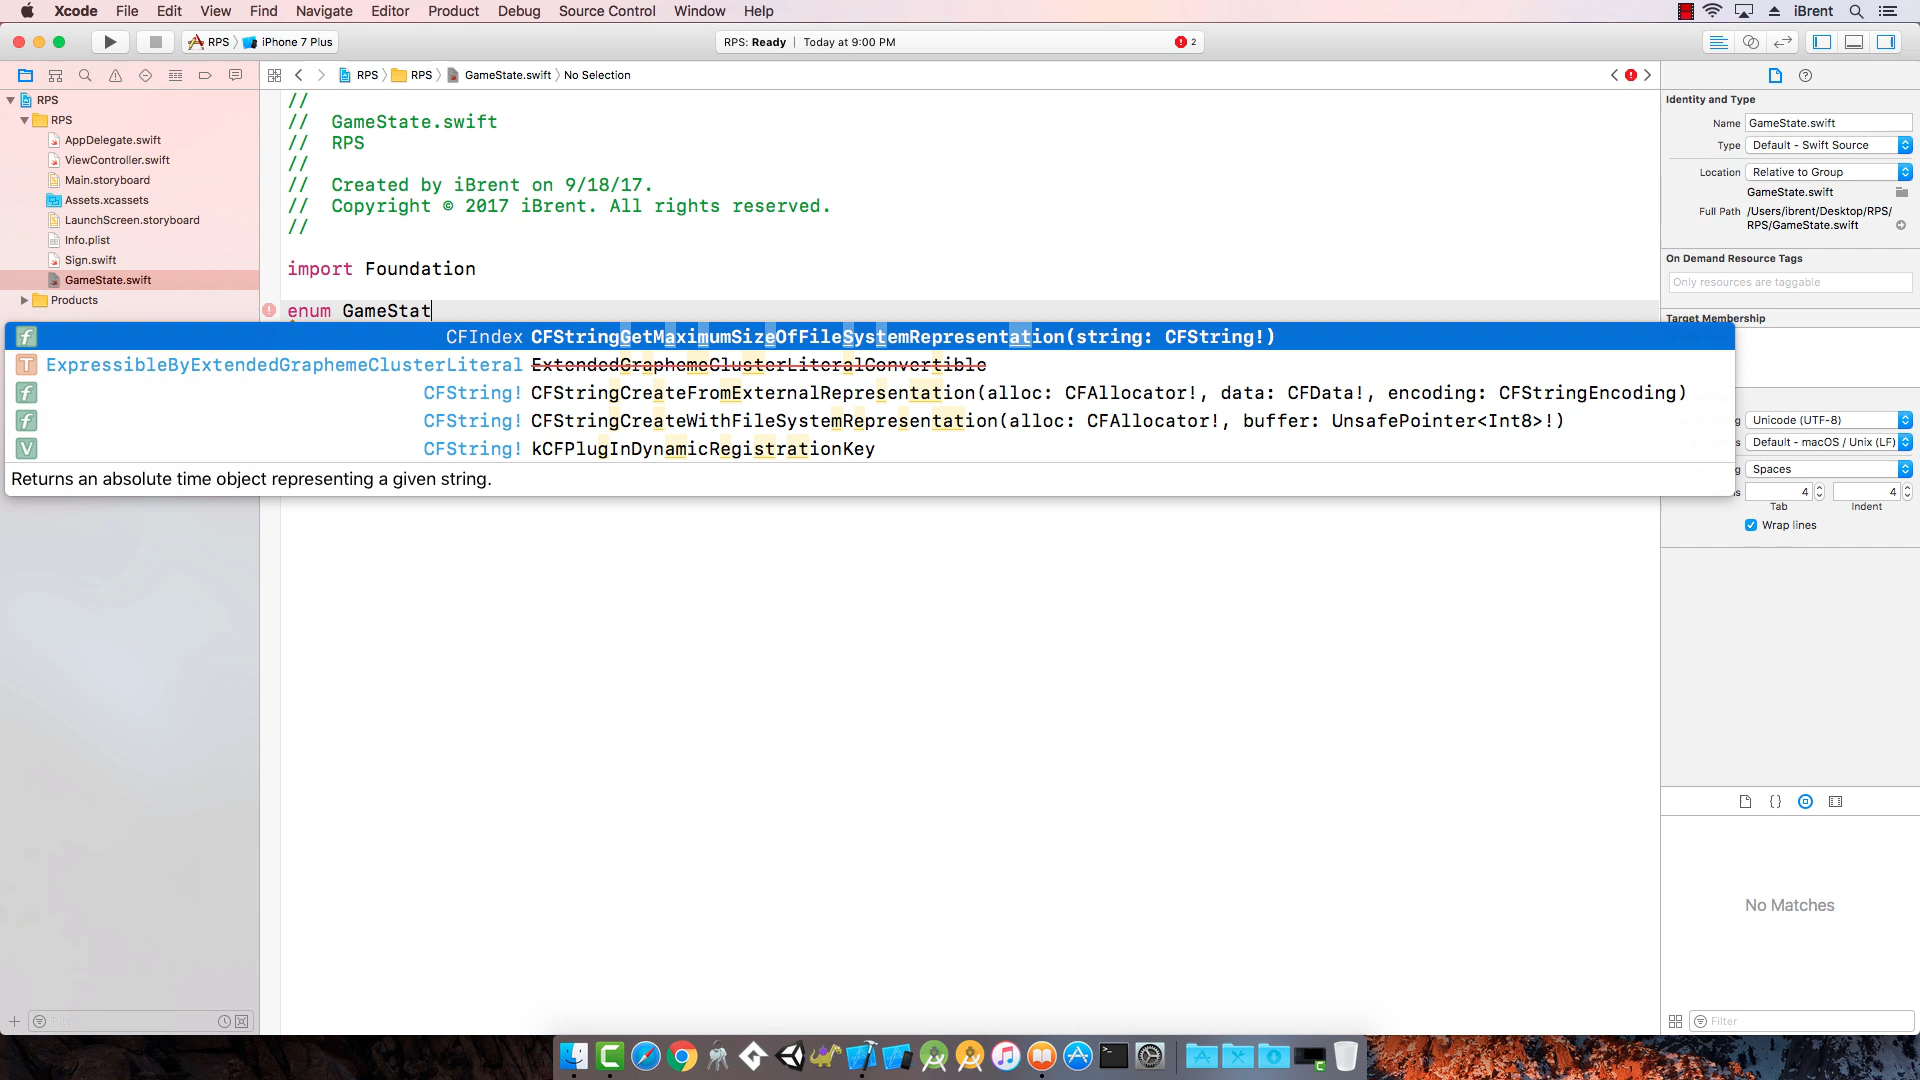 Xcode File Edit View Find Navigate Editor Product Debug Source Control Window Help iBrent
RPS iPhone 7 Plus RPS: Ready Today at 9:00 PM 2
RPS RPS GameState.swift No Selection
RPS
RPS
AppDelegate.swift
ViewController.swift
Main.storyboard
Assets.xcassets
LaunchScreen.storyboard
Info.plist
Sign.swift
GameState.swift
Products
Filter
//
// GameState.swift
// RPS
//
// Created by iBrent on 9/18/17.
// Copyright © 2017 iBrent. All rights reserved.
//
import Foundation
enum GameStat
f CFIndex CFStringGetMaximumSizeOfFileSystemRepresentation(string: CFString!)
T ExpressibleByExtendedGraphemeClusterLiteral ExtendedGraphemeClusterLiteralConvertible
f CFString! CFStringCreateFromExternalRepresentation(alloc: CFAllocator!, data: CFData!, encoding: CFStringEncoding)
f CFString! CFStringCreateWithFileSystemRepresentation(alloc: CFAllocator!, buffer: UnsafePointer<Int8>!)
V CFString! kCFPlugInDynamicRegistrationKey
Returns an absolute time object representing a given string.
Identity and Type
Name GameState.swift
Type Default - Swift Source
Location Relative to Group
GameState.swift
Full Path /Users/ibrent/Desktop/RPS/
RPS/GameState.swift
On Demand Resource Tags
Only resources are taggable
Target Membership
Unicode (UTF-8)
Default - macOS / Unix (LF)
Spaces
4 4
Tab Indent
Wrap lines
No Matches
Filter